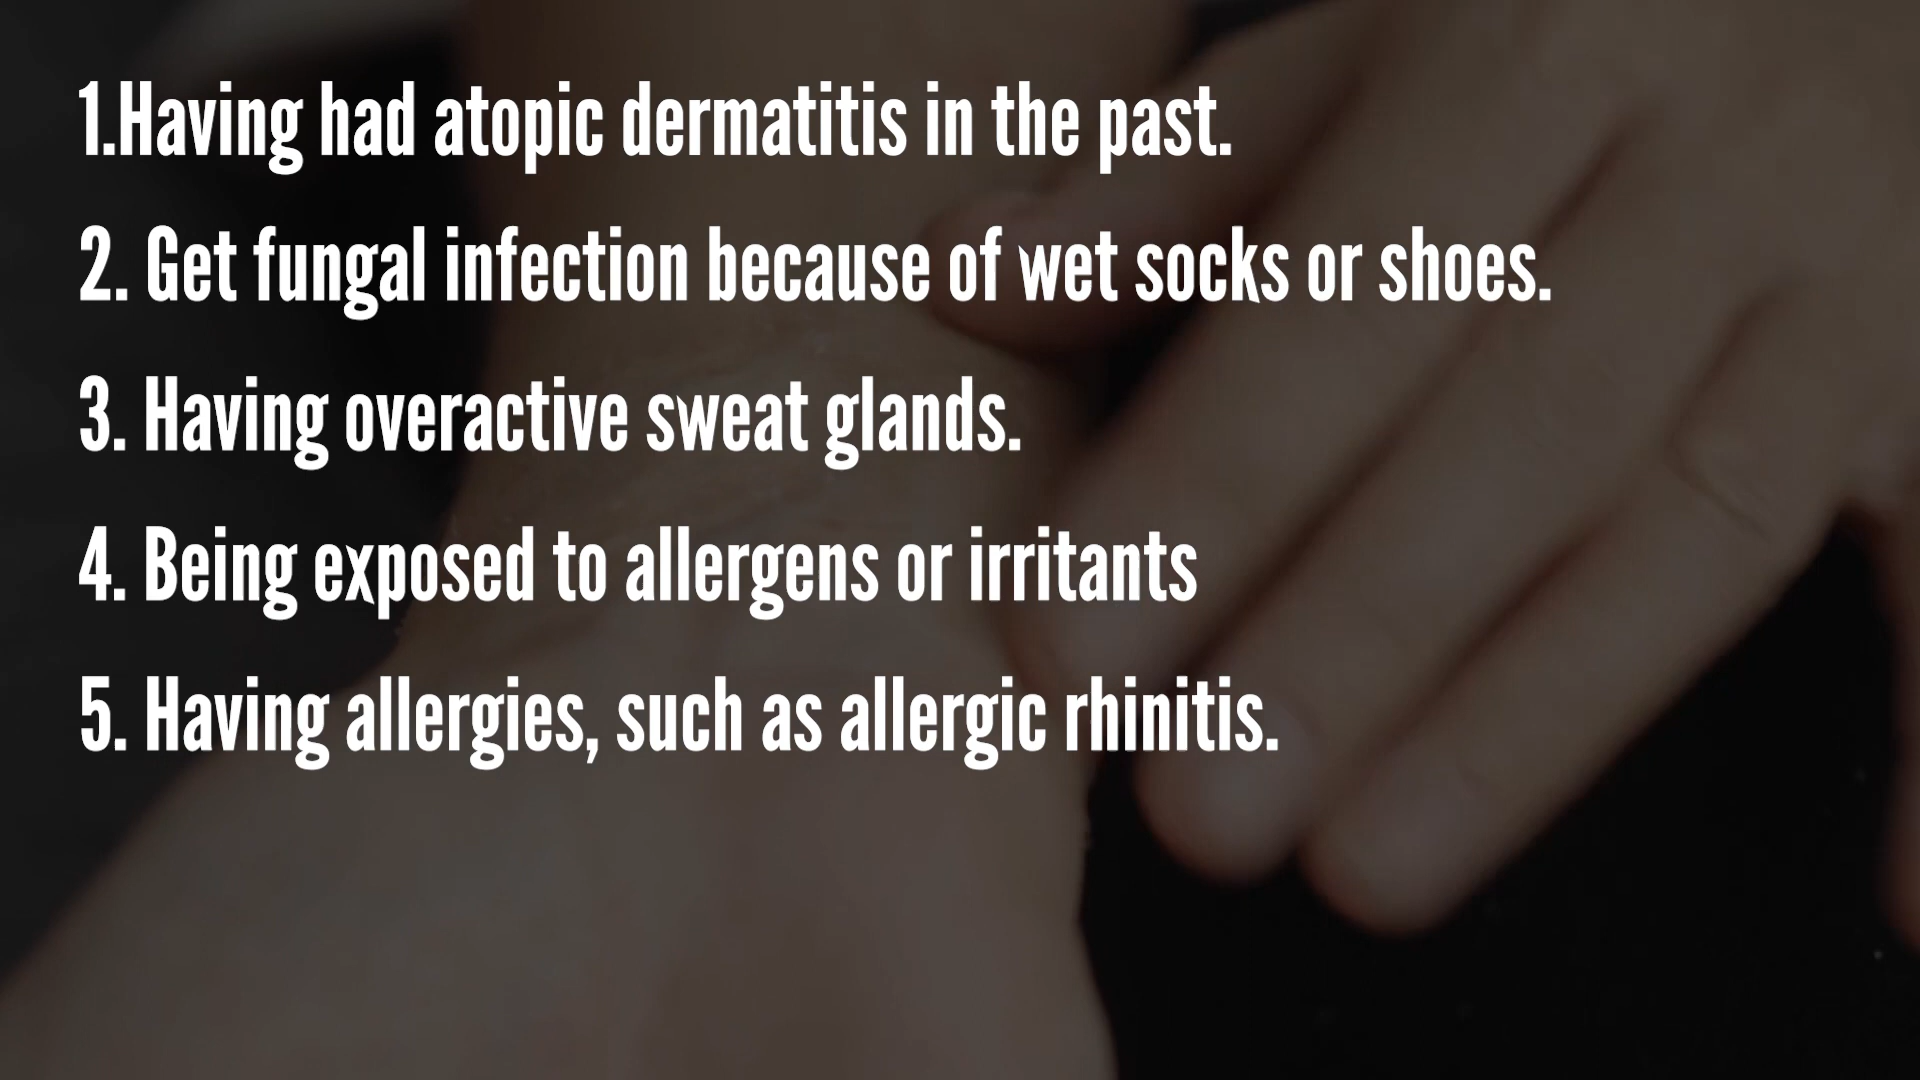 1.Having had atopic dermatitis in the past.
2. Get fungal infection because of wet socks or shoes.
3. Having overactive sweat glands.
4. Being exposed to allergens or irritants
5. Having allergies, such as allergic rhinitis.